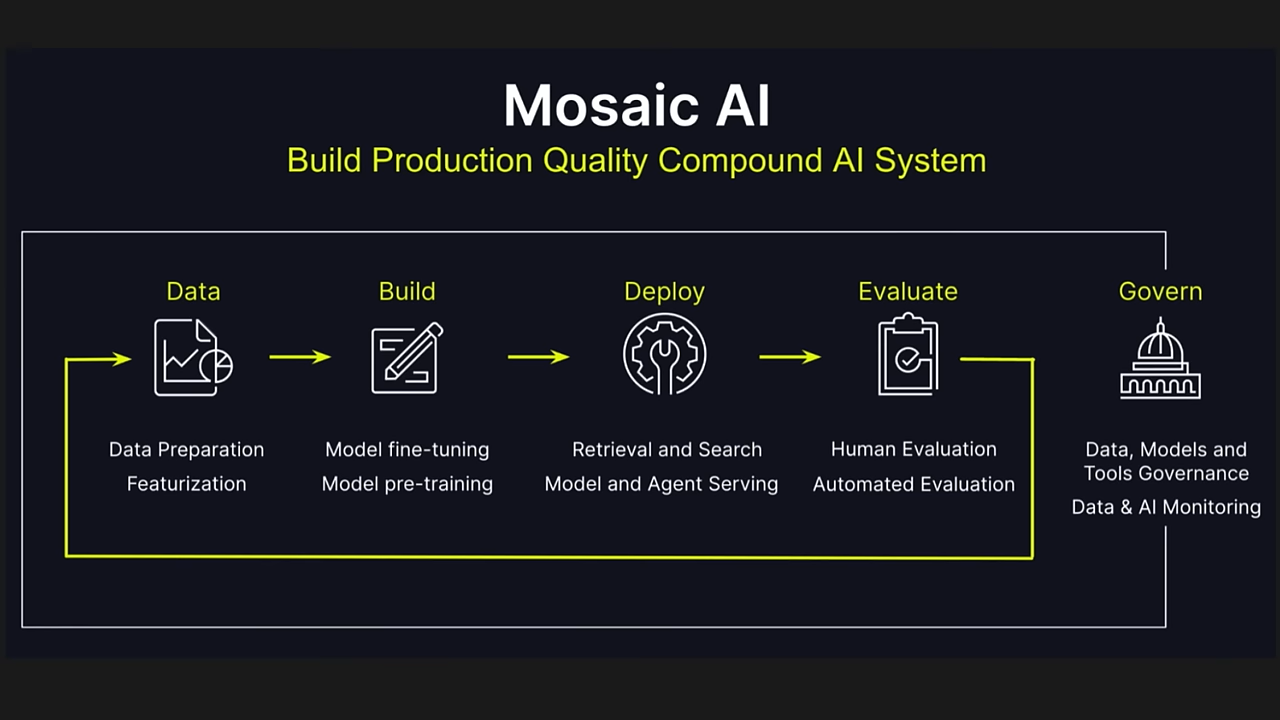 Mosaic AI
Build Production Quality Compound AI System
Data
Data Preparation
Featurization
Build
Model fine-tuning
Model pre-training
Deploy
Retrieval and Search
Model and Agent Serving
Evaluate
Human Evaluation
Automated Evaluation
Govern
Data, Models and
Tools Governance
Data & AI Monitoring